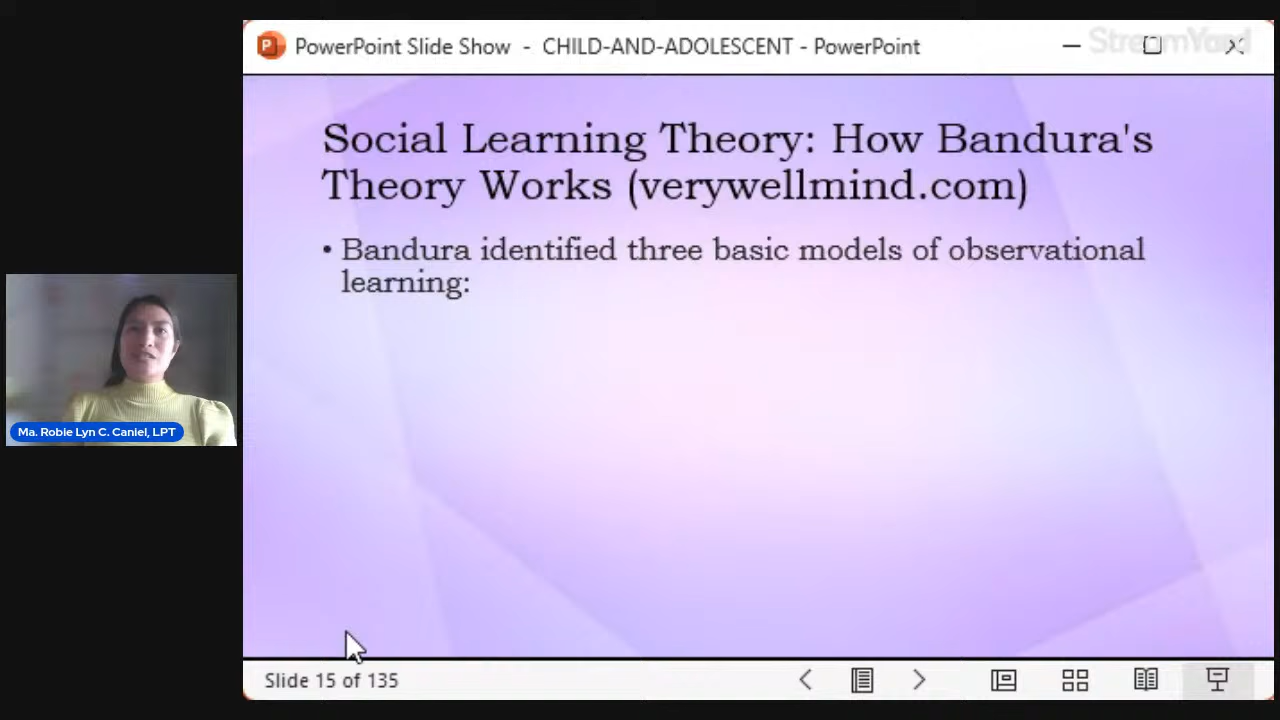 PowerPoint Slide Show - CHILD-AND-ADOLESCENT - PowerPoint
StreamYard
Social Learning Theory: How Bandura's
Theory Works (verywellmind.com)
• Bandura identified three basic models of observational
learning:
Ma. Robie Lyn C. Caniel, LPT
Slide 15 of 135